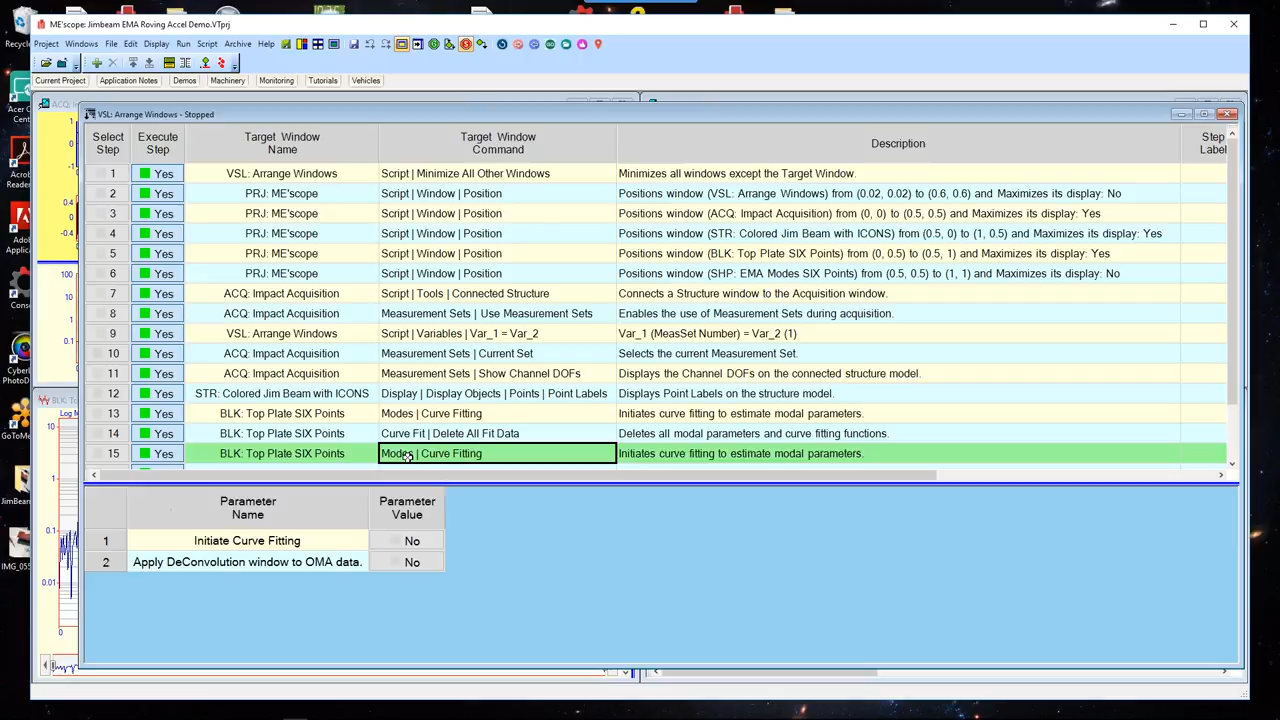 ME'scope: Jimbeam EMA Roving Accel Demo.VTprj
Project Windows File Edit Display Run Script Archive Help
Current Project Application Notes Demos Machinery Monitoring Tutorials Vehicles
VSL: Arrange Windows - Stopped
Select Step Execute Step Target Window Name Target Window Command Description Step Label
1 Yes VSL: Arrange Windows Script | Minimize All Other Windows Minimizes all windows except the Target Window.
2 Yes PRJ: ME'scope Script | Window | Position Positions window (VSL: Arrange Windows) from (0.02, 0.02) to (0.6, 0.6) and Maximizes its display: No
3 Yes PRJ: ME'scope Script | Window | Position Positions window (ACQ: Impact Acquisition) from (0, 0) to (0.5, 0.5) and Maximizes its display: Yes
4 Yes PRJ: ME'scope Script | Window | Position Positions window (STR: Colored Jim Beam with ICONS) from (0.5, 0) to (1, 0.5) and Maximizes its display: Yes
5 Yes PRJ: ME'scope Script | Window | Position Positions window (BLK: Top Plate SIX Points) from (0, 0.5) to (0.5, 1) and Maximizes its display: Yes
6 Yes PRJ: ME'scope Script | Window | Position Positions window (SHP: EMA Modes SIX Points) from (0.5, 0.5) to (1, 1) and Maximizes its display: No
7 Yes ACQ: Impact Acquisition Script | Tools | Connected Structure Connects a Structure window to the Acquisition window.
8 Yes ACQ: Impact Acquisition Measurement Sets | Use Measurement Sets Enables the use of Measurement Sets during acquisition.
9 Yes VSL: Arrange Windows Script | Variables | Var_1 = Var_2 Var_1 (MeasSet Number) = Var_2 (1)
10 Yes ACQ: Impact Acquisition Measurement Sets | Current Set Selects the current Measurement Set.
11 Yes ACQ: Impact Acquisition Measurement Sets | Show Channel DOFs Displays the Channel DOFs on the connected structure model.
12 Yes STR: Colored Jim Beam with ICONS Display | Display Objects | Points | Point Labels Displays Point Labels on the structure model.
13 Yes BLK: Top Plate SIX Points Modes | Curve Fitting Initiates curve fitting to estimate modal parameters.
14 Yes BLK: Top Plate SIX Points Curve Fit | Delete All Fit Data Deletes all modal parameters and curve fitting functions.
15 Yes BLK: Top Plate SIX Points Modes | Curve Fitting Initiates curve fitting to estimate modal parameters.
Parameter Name Parameter Value
1 Initiate Curve Fitting No
2 Apply DeConvolution window to OMA data. No